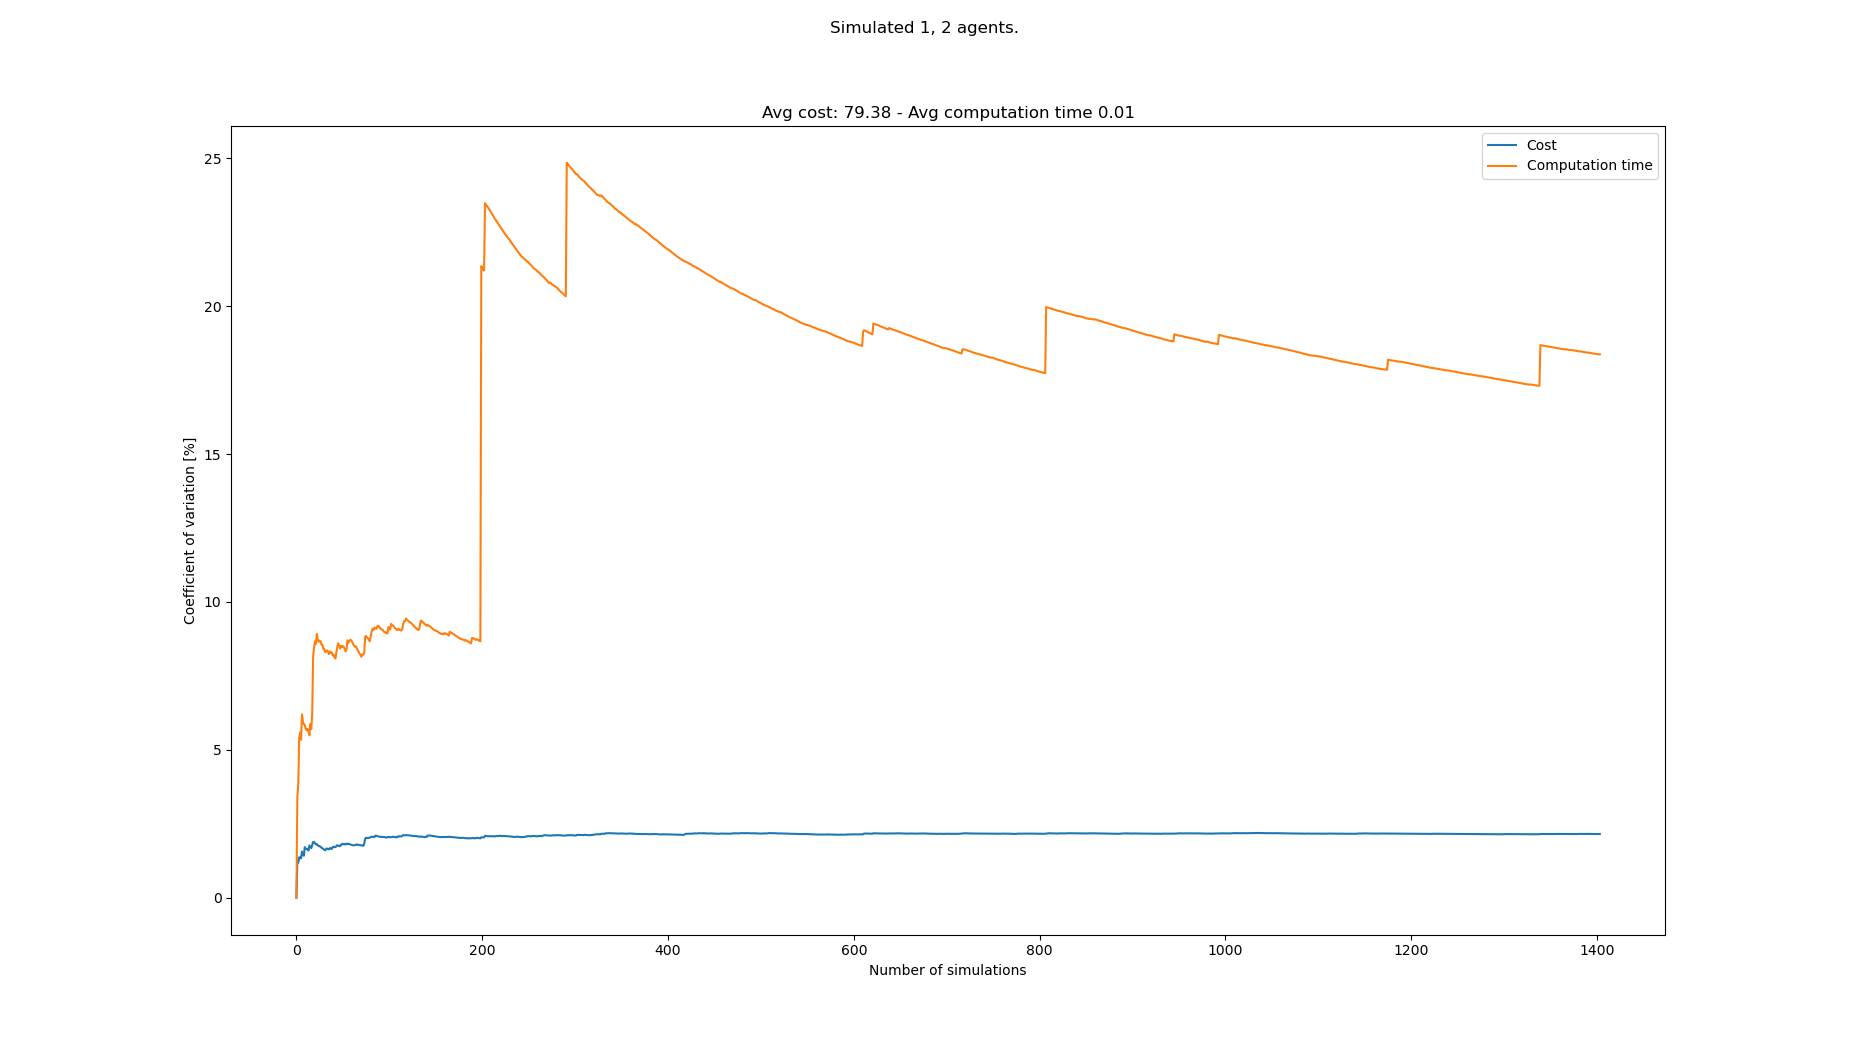 Simulated 1, 2 agents.
Avg cost: 79.38 - Avg computation time 0.01
Cost
Computation time
Coefficient of variation [%]
25
20
15
10
5
0
0 200 400 600 800 1000 1200 1400
Number of simulations